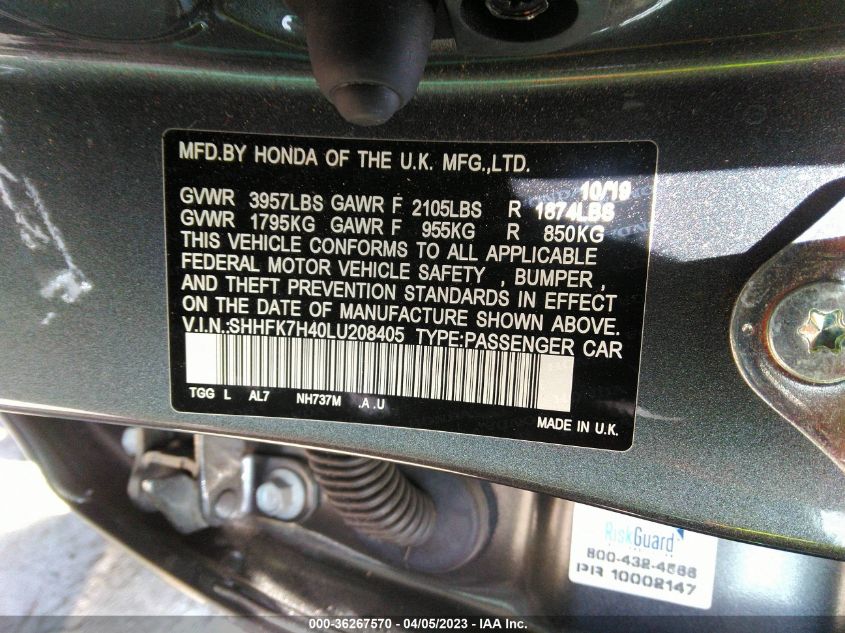 MFD.BY HONDA OF THE U.K. MFG.,LTD.
10/19
GVWR 3957LBS GAWR F 2105LBS R 1874LBS
GVWR 1795KG GAWR F 955KG R 850KG
THIS VEHICLE CONFORMS TO ALL APPLICABLE
FEDERAL MOTOR VEHICLE SAFETY , BUMPER ,
AND THEFT PREVENTION STANDARDS IN EFFECT
ON THE DATE OF MANUFACTURE SHOWN ABOVE.
V.I.N.:SHHFK7H40LU208405 TYPE:PASSENGER CAR
TGG L AL7 NH737M .A .U
MADE IN U.K.
RiskGuard
800-432-4566
PR 10002147
000-36267570 - 04/05/2023 - IAA Inc.